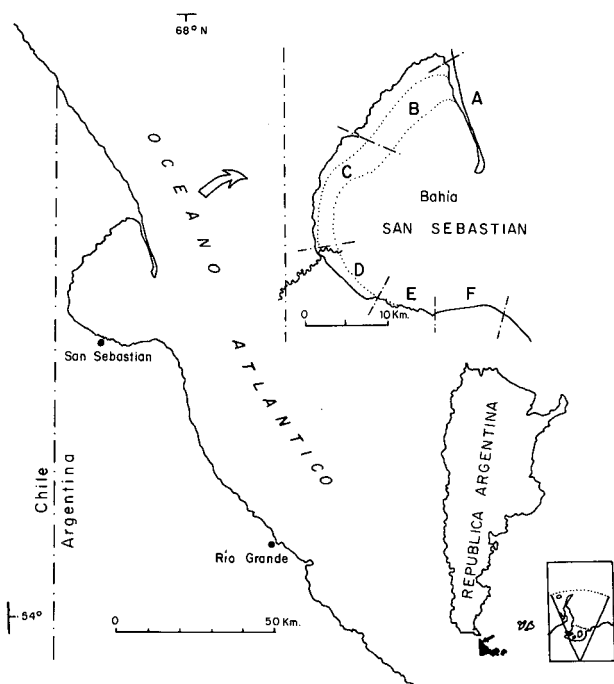 68° N
OCEANO
ATLANTICO
A
B
C
Bahía
SAN SEBASTIAN
D
E
F
0 10 Km.
San Sebastian
Chile
Argentina
Río Grande
REPUBLICA ARGENTINA
54°
0 50 Km.